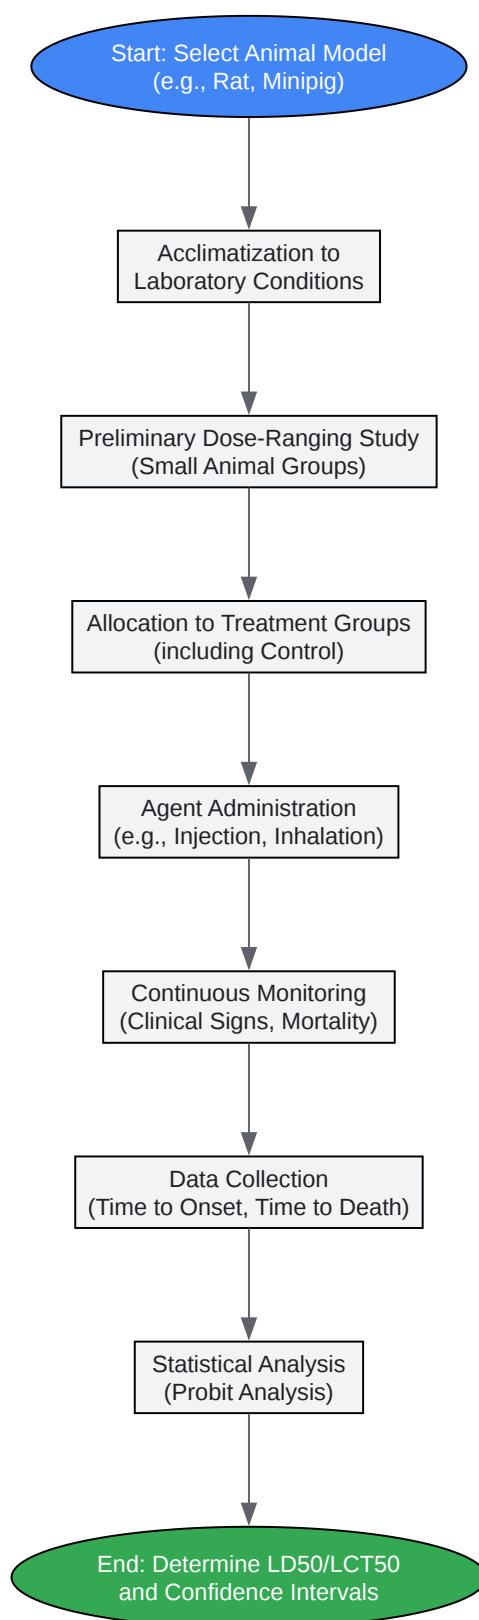 Start: Select Animal Model
(e.g., Rat, Minipig)
Acclimatization to
Laboratory Conditions
Preliminary Dose-Ranging Study
(Small Animal Groups)
Allocation to Treatment Groups
(including Control)
Agent Administration
(e.g., Injection, Inhalation)
Continuous Monitoring
(Clinical Signs, Mortality)
Data Collection
(Time to Onset, Time to Death)
Statistical Analysis
(Probit Analysis)
End: Determine LD50/LCT50
and Confidence Intervals